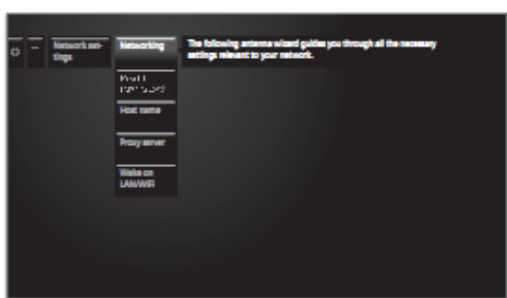 Network set-
tings
Networking
The following antenna wizard guides you through all the necessary
settings relevant to your network.
Host name
Proxy server
Wake on
LAN/WiFi